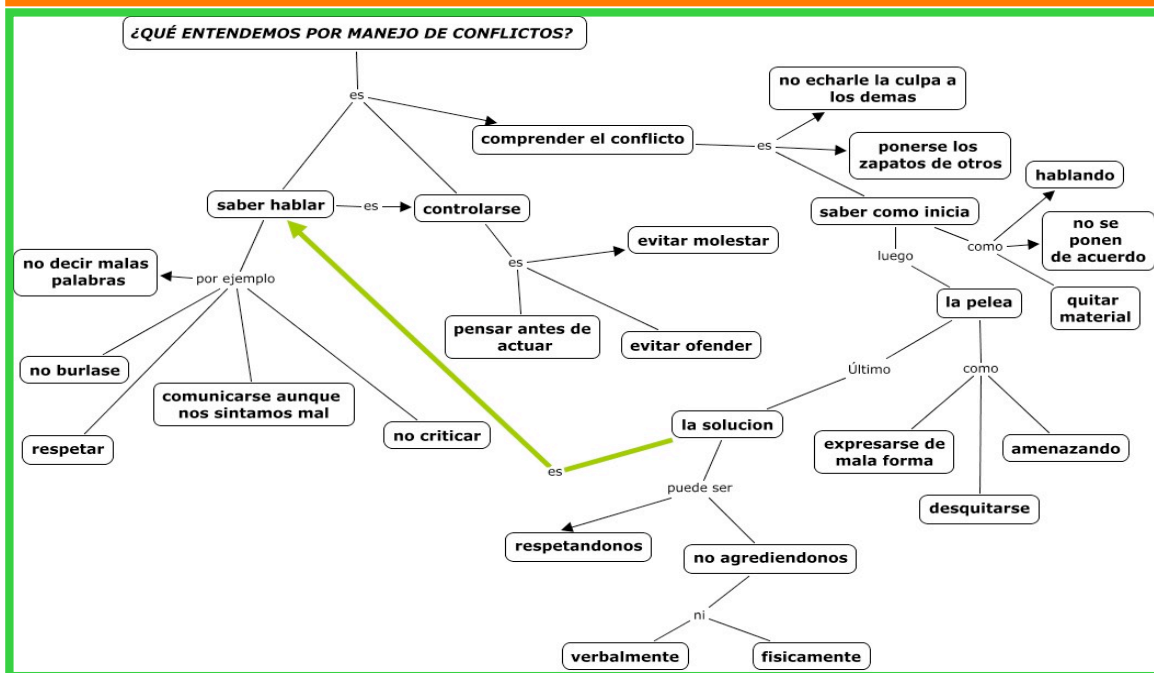 ¿QUÉ ENTENDEMOS POR MANEJO DE CONFLICTOS?
es
no echarle la culpa a
los demas
comprender el conflicto
es
ponerse los
zapatos de otros
hablando
saber hablar
es
controlarse
saber como inicia
no se
ponen
de acuerdo
como
luego
evitar molestar
es
no decir malas
palabras
por ejemplo
la pelea
quitar
material
pensar antes de
actuar
evitar ofender
no burlase
Último
como
comunicarse aunque
nos sintamos mal
la solucion
no criticar
respetar
expresarse de
mala forma
amenazando
es
puede ser
desquitarse
respetandonos
no agrediendonos
ni
verbalmente
fisicamente